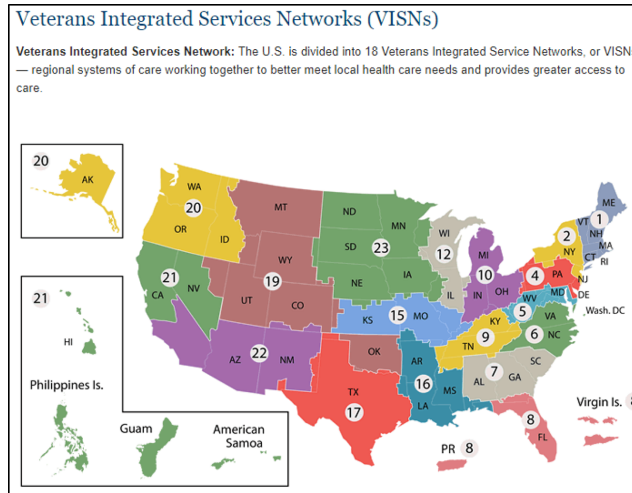 Veterans Integrated Services Networks (VISNs)
Veterans Integrated Services Network: The U.S. is divided into 18 Veterans Integrated Service Networks, or VISN
— regional systems of care working together to better meet local health care needs and provides greater access to
care.
20
AK
WA
20
OR
ID
MT
ND
MN
SD
23
NE
IA
WI
12
IL
MI
10
IN
OH
ME
1
VT
NH
MA
CT
RI
2
NY
4
PA
NJ
DE
MD
WV
5
Wash. DC
VA
6
NC
21
CA
NV
WY
19
UT
CO
KS
15
MO
KY
9
TN
SC
7
AL
GA
22
AZ
NM
OK
TX
17
AR
16
MS
LA
8
FL
21
HI
Philippines Is.
Guam
American
Samoa
PR 8
Virgin Is.